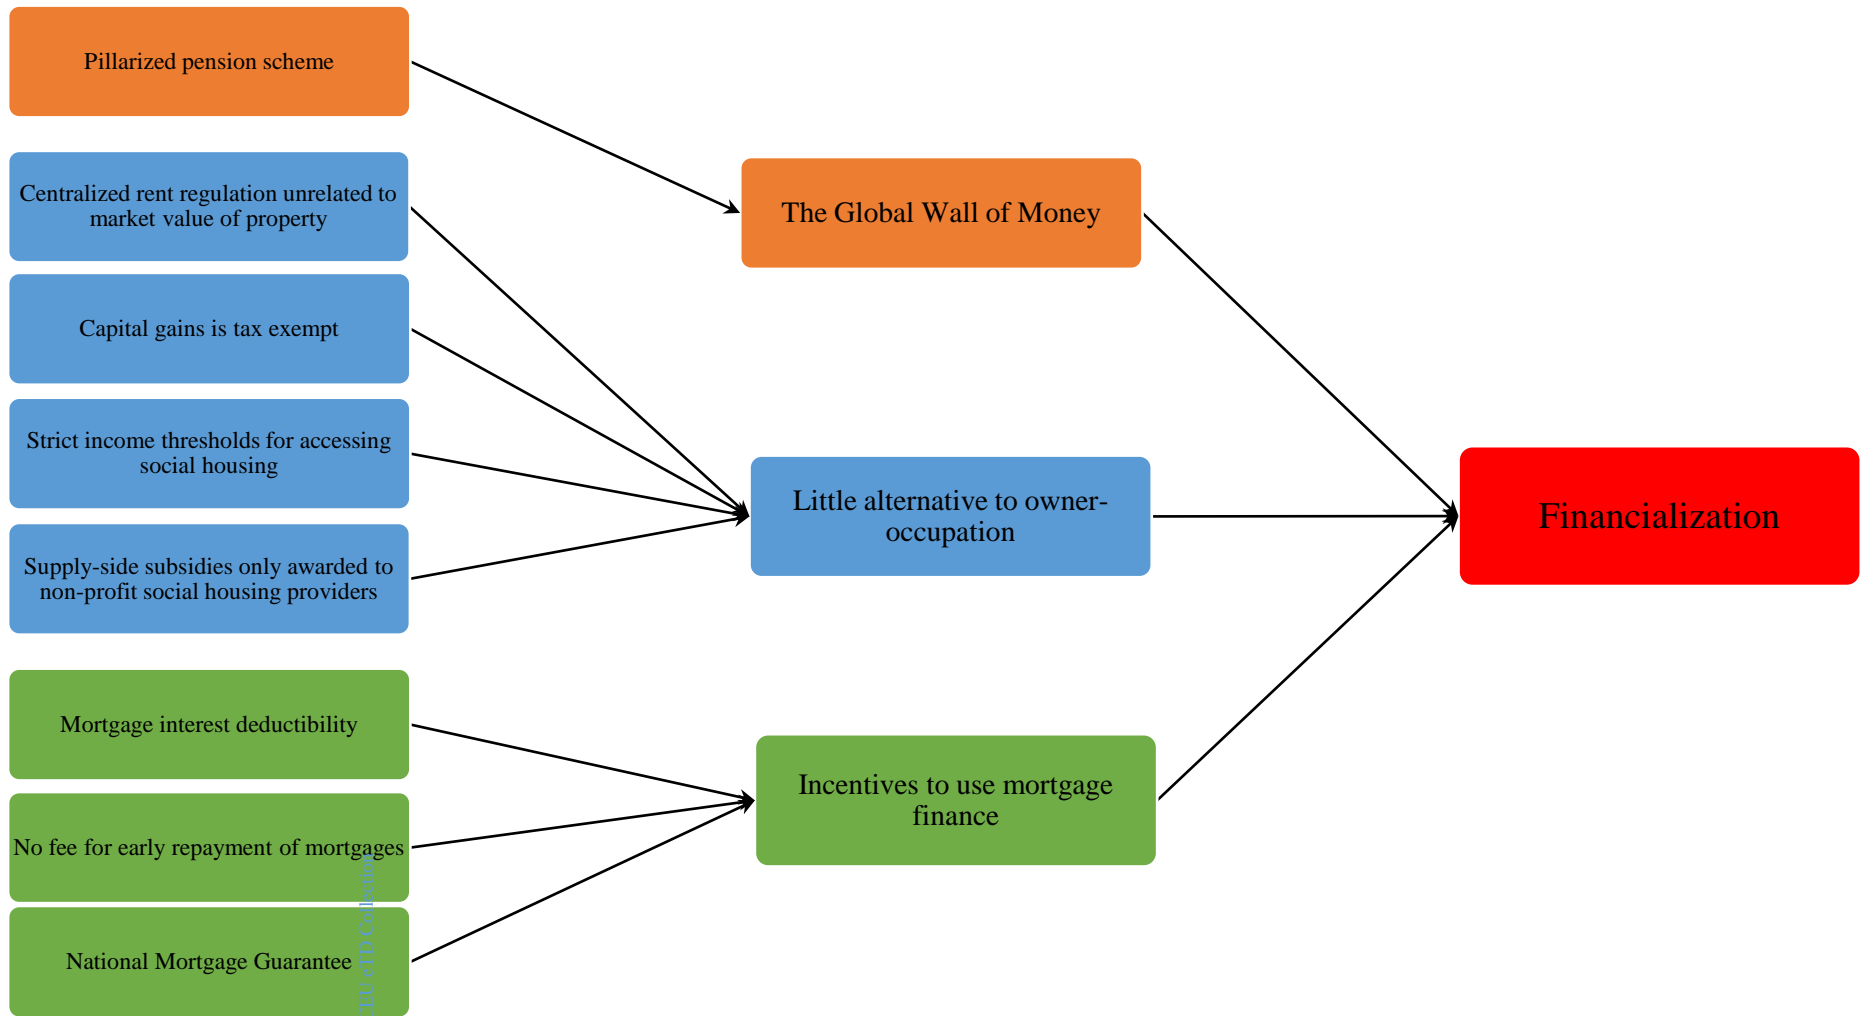 Pillarized pension scheme
Centralized rent regulation unrelated to
market value of property
Capital gains is tax exempt
Strict income thresholds for accessing
social housing
Supply-side subsidies only awarded to
non-profit social housing providers
Mortgage interest deductibility
No fee for early repayment of mortgages
National Mortgage Guarantee
The Global Wall of Money
Little alternative to owner-
occupation
Incentives to use mortgage
finance
Financialization
eTD Collection